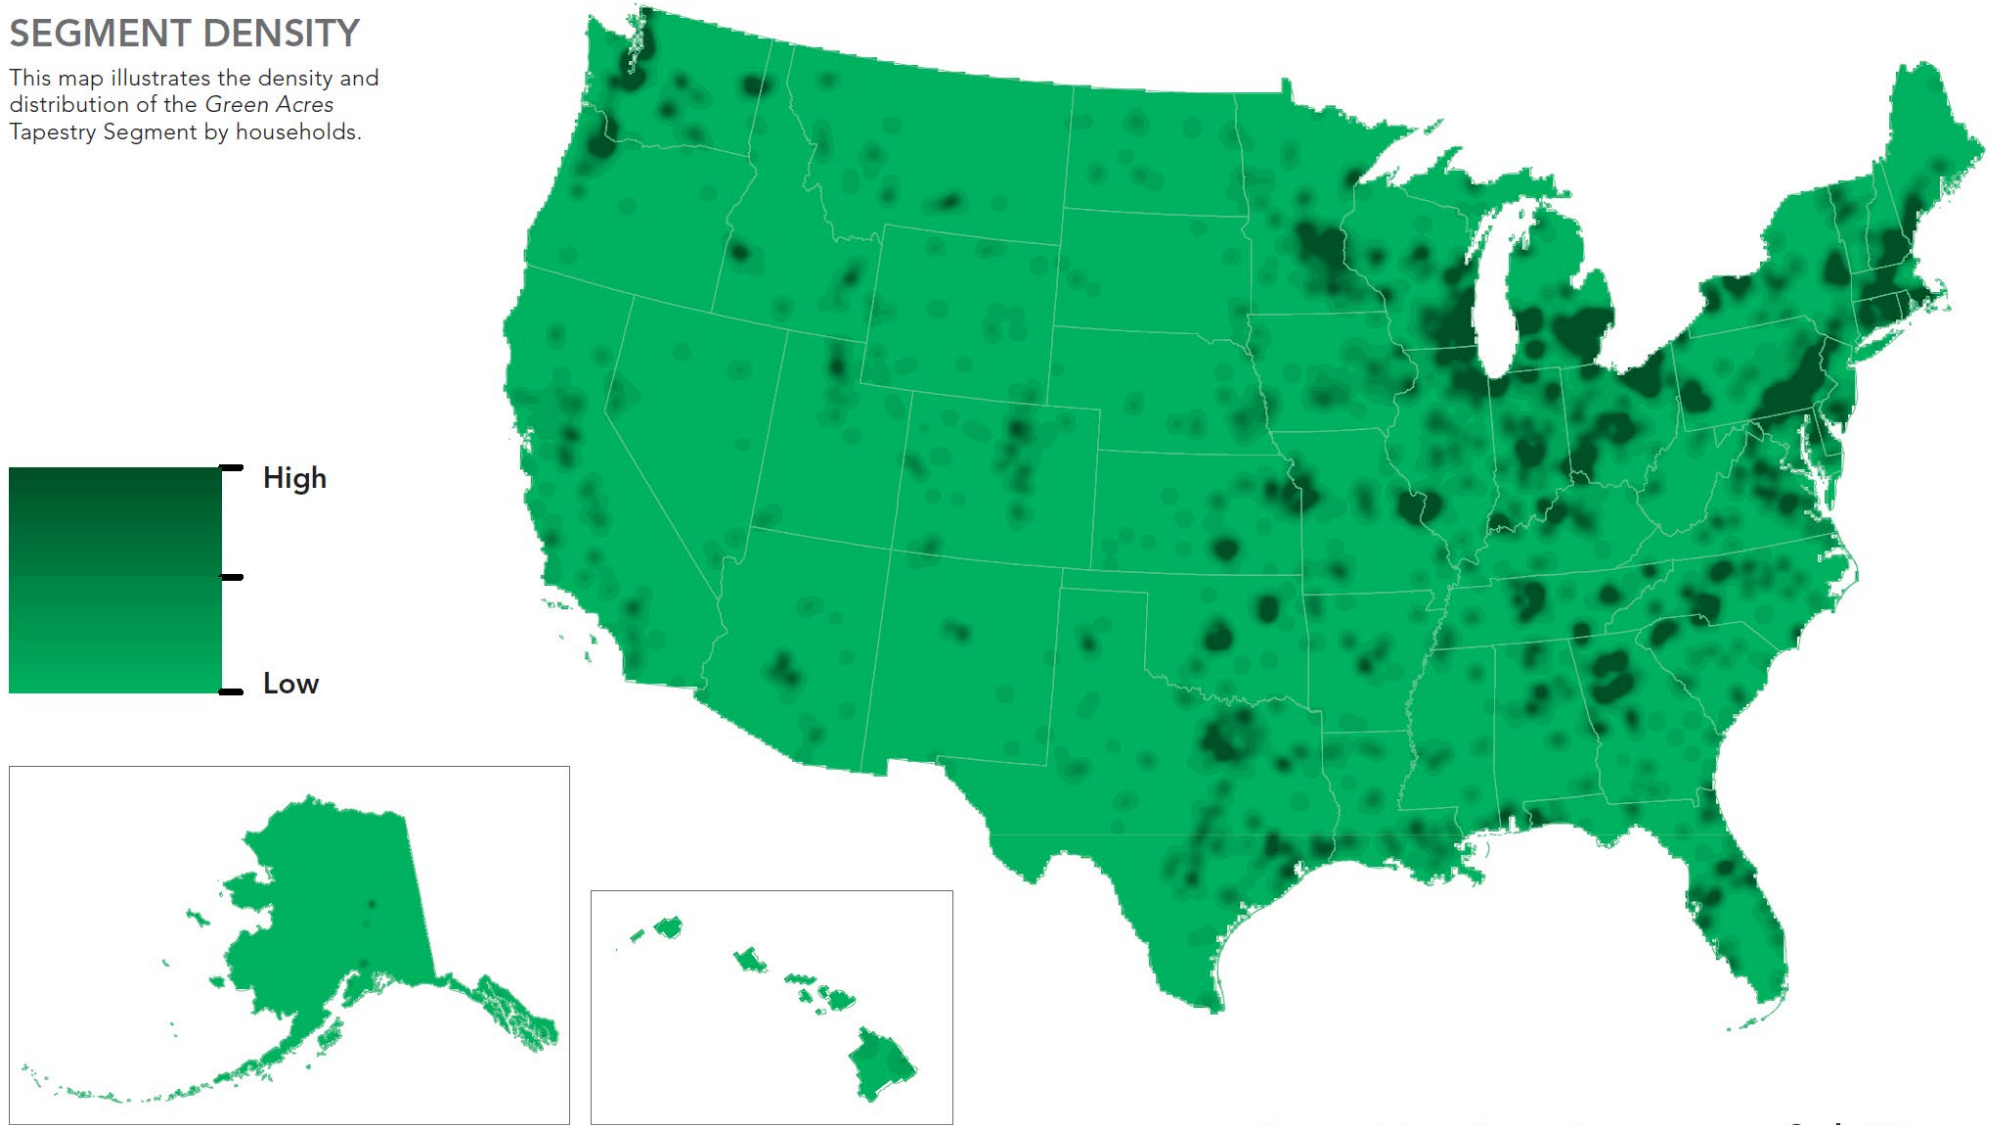 SEGMENT DENSITY
This map illustrates the density and
distribution of the Green Acres
Tapestry Segment by households.
High
Low